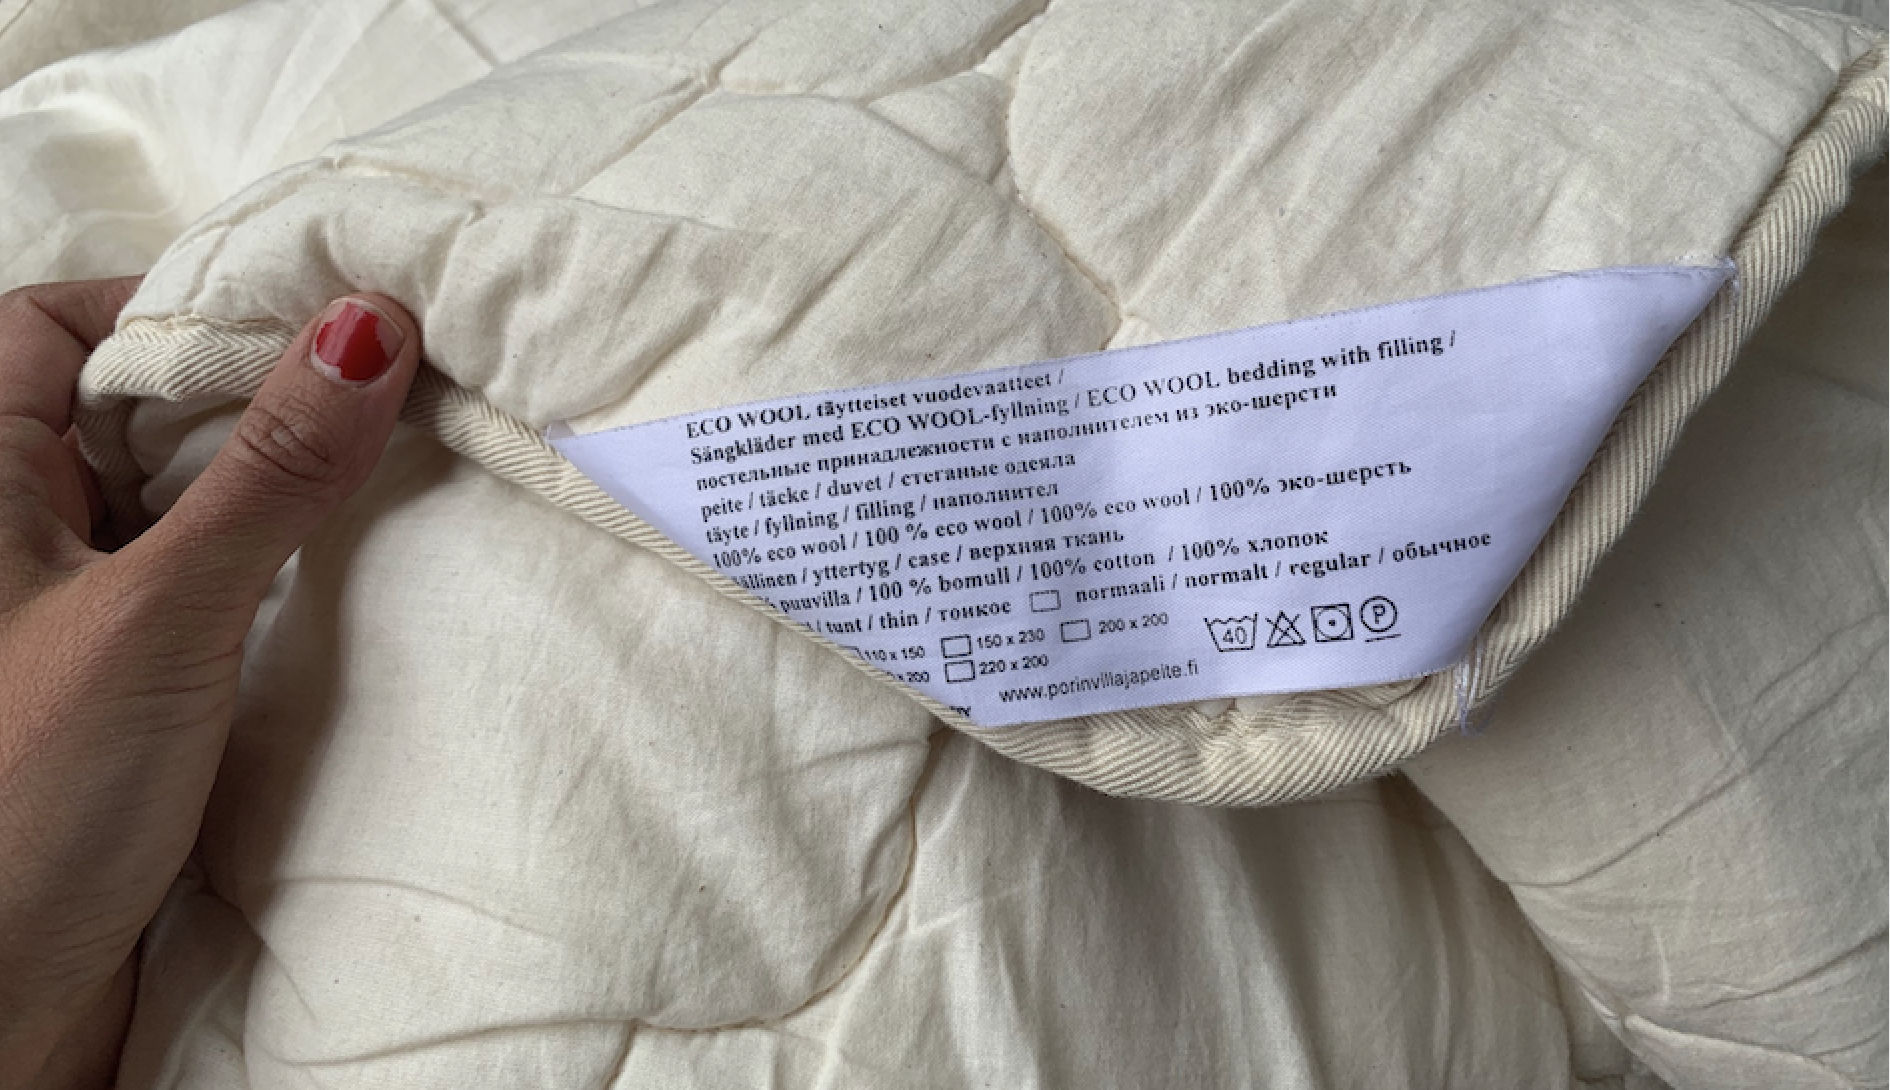 ECO WOOL täytteiset vuodevaatteet /
Sängkläder med ECO WOOL-fyllning / ECO WOOL bedding with filling /
постельные принадлежности с наполнителем из эко-шерсти
peite / täcke / duvet / стеганые одеяла
täyte / fyllning / filling / наполнител
100% eco wool / 100 % eco wool / 100% eco wool / 100% эко-шерсть
/ yttertyg / case / верхняя ткань
puuvilla / 100 % bomull / 100% cotton / 100% хлопок
/ tunt / thin / тонкое normaali / normalt / regular / обычное
110 x 150 150 x 230 200 x 200
x 200 220 x 200
40 P
www.porinvillajapeite.fi